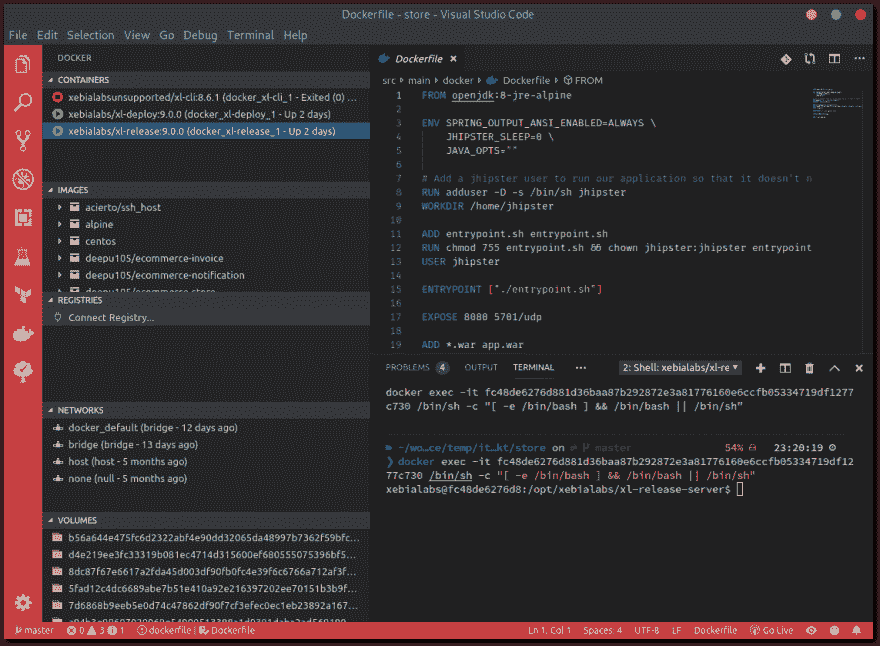 Dockerfile - store - Visual Studio Code
File Edit Selection View Go Debug Terminal Help
DOCKER
CONTAINERS
xebialabsunsupported/xl-cli:8.6.1 (docker_xl-cli_1 - Exited (0) ...
xebialabs/xl-deploy:9.0.0 (docker_xl-deploy_1 - Up 2 days)
xebialabs/xl-release:9.0.0 (docker_xl-release_1 - Up 2 days)
IMAGES
acierto/ssh_host
alpine
centos
deepu105/ecommerce-invoice
deepu105/ecommerce-notification
deepu105/ecommerce-store
REGISTRIES
Connect Registry...
NETWORKS
docker_default (bridge - 12 days ago)
bridge (bridge - 13 days ago)
host (host - 5 months ago)
none (null - 5 months ago)
VOLUMES
b56a644e475fc6d2322abf4e90dd32065da48997b7362f59bfc...
d4e219ee3fc33319b081ec4714d315600ef680555075396bf5...
8dc87f67e6617a2fda45d003df90fb0fc4e39f6c6766a712af3f...
5fad12c4dc6689abe7b51e410a92e216397202ee70151b3b9f...
7d6868b9eeb5e0d74c47862df90f7cf3efec0ec1eb23892a167...
Dockerfile
src main docker Dockerfile FROM
1 FROM openjdk:8-jre-alpine
2
3 ENV SPRING_OUTPUT_ANSI_ENABLED=ALWAYS \
4 JHIPSTER_SLEEP=0 \
5 JAVA_OPTS=""
6
7 # Add a jhipster user to run our application so that it doesn't n
8 RUN adduser -D -s /bin/sh jhipster
9 WORKDIR /home/jhipster
10
11 ADD entrypoint.sh entrypoint.sh
12 RUN chmod 755 entrypoint.sh && chown jhipster:jhipster entrypoint
13 USER jhipster
14
15 ENTRYPOINT ["./entrypoint.sh"]
16
17 EXPOSE 8080 5701/udp
18
19 ADD *.war app.war
PROBLEMS 4 OUTPUT TERMINAL ... 2: Shell: xebialabs/xl-re
docker exec -it fc48de6276d881d36baa87b292872e3a81776160e6ccfb05334719df1277
c730 /bin/sh -c "[ -e /bin/bash ] && /bin/bash || /bin/sh"
~/wo…ce/temp/it…kt/store on master 54% 23:20:19
❯ docker exec -it fc48de6276d881d36baa87b292872e3a81776160e6ccfb05334719df12
77c730 /bin/sh -c "[ -e /bin/bash ] && /bin/bash || /bin/sh"
xebialabs@fc48de6276d8:/opt/xebialabs/xl-release-server$
master 0 3 1 dockerfile Dockerfile Ln 1, Col 1 Spaces: 4 UTF-8 LF Dockerfile Go Live